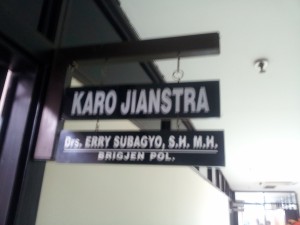 KARO JIANSTRA
Drs. ERRY SUBAGYO, S.H. M.H.
BRIGJEN POL.